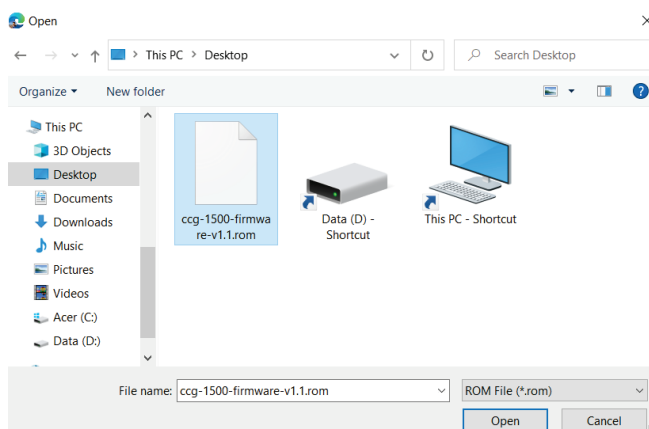 Open
This PC > Desktop
Search Desktop
Organize
New folder
?
This PC
3D Objects
Desktop
Documents
Downloads
Music
Pictures
Videos
Acer (C:)
Data (D:)
ccg-1500-firmwa
re-v1.1.rom
Data (D) -
Shortcut
This PC - Shortcut
File name:
ccg-1500-firmware-v1.1.rom
ROM File (*.rom)
Open
Cancel